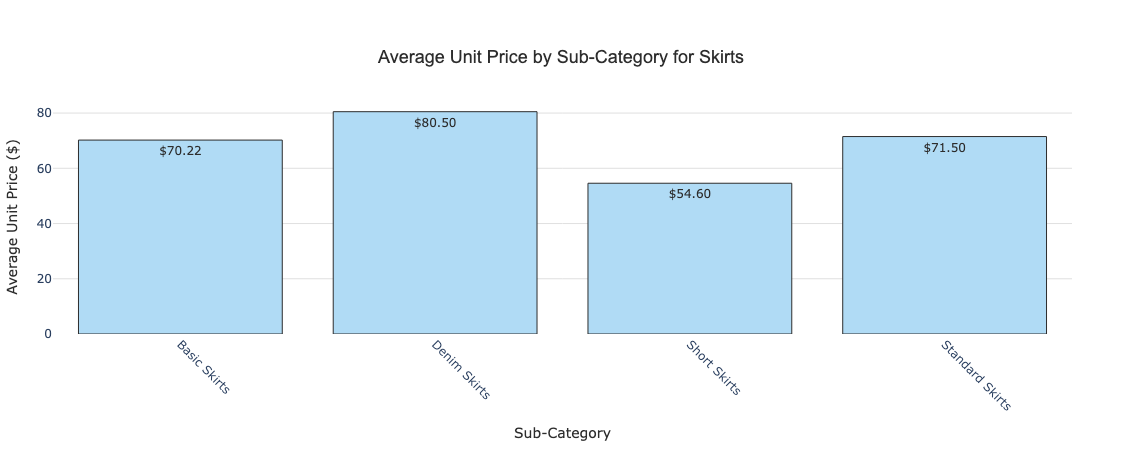 Average Unit Price by Sub-Category for Skirts
Average Unit Price ($)
80
60
40
20
0
$70.22
$80.50
$54.60
$71.50
Basic Skirts
Denim Skirts
Short Skirts
Standard Skirts
Sub-Category